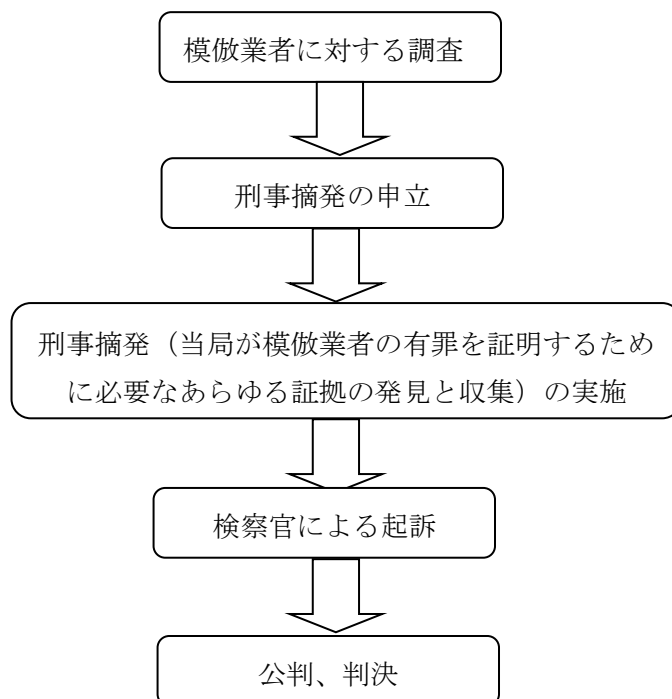 模倣業者に対する調査
刑事摘発の申立
刑事摘発（当局が模倣業者の有罪を証明するため
に必要なあらゆる証拠の発見と収集）の実施
検察官による起訴
公判、判決